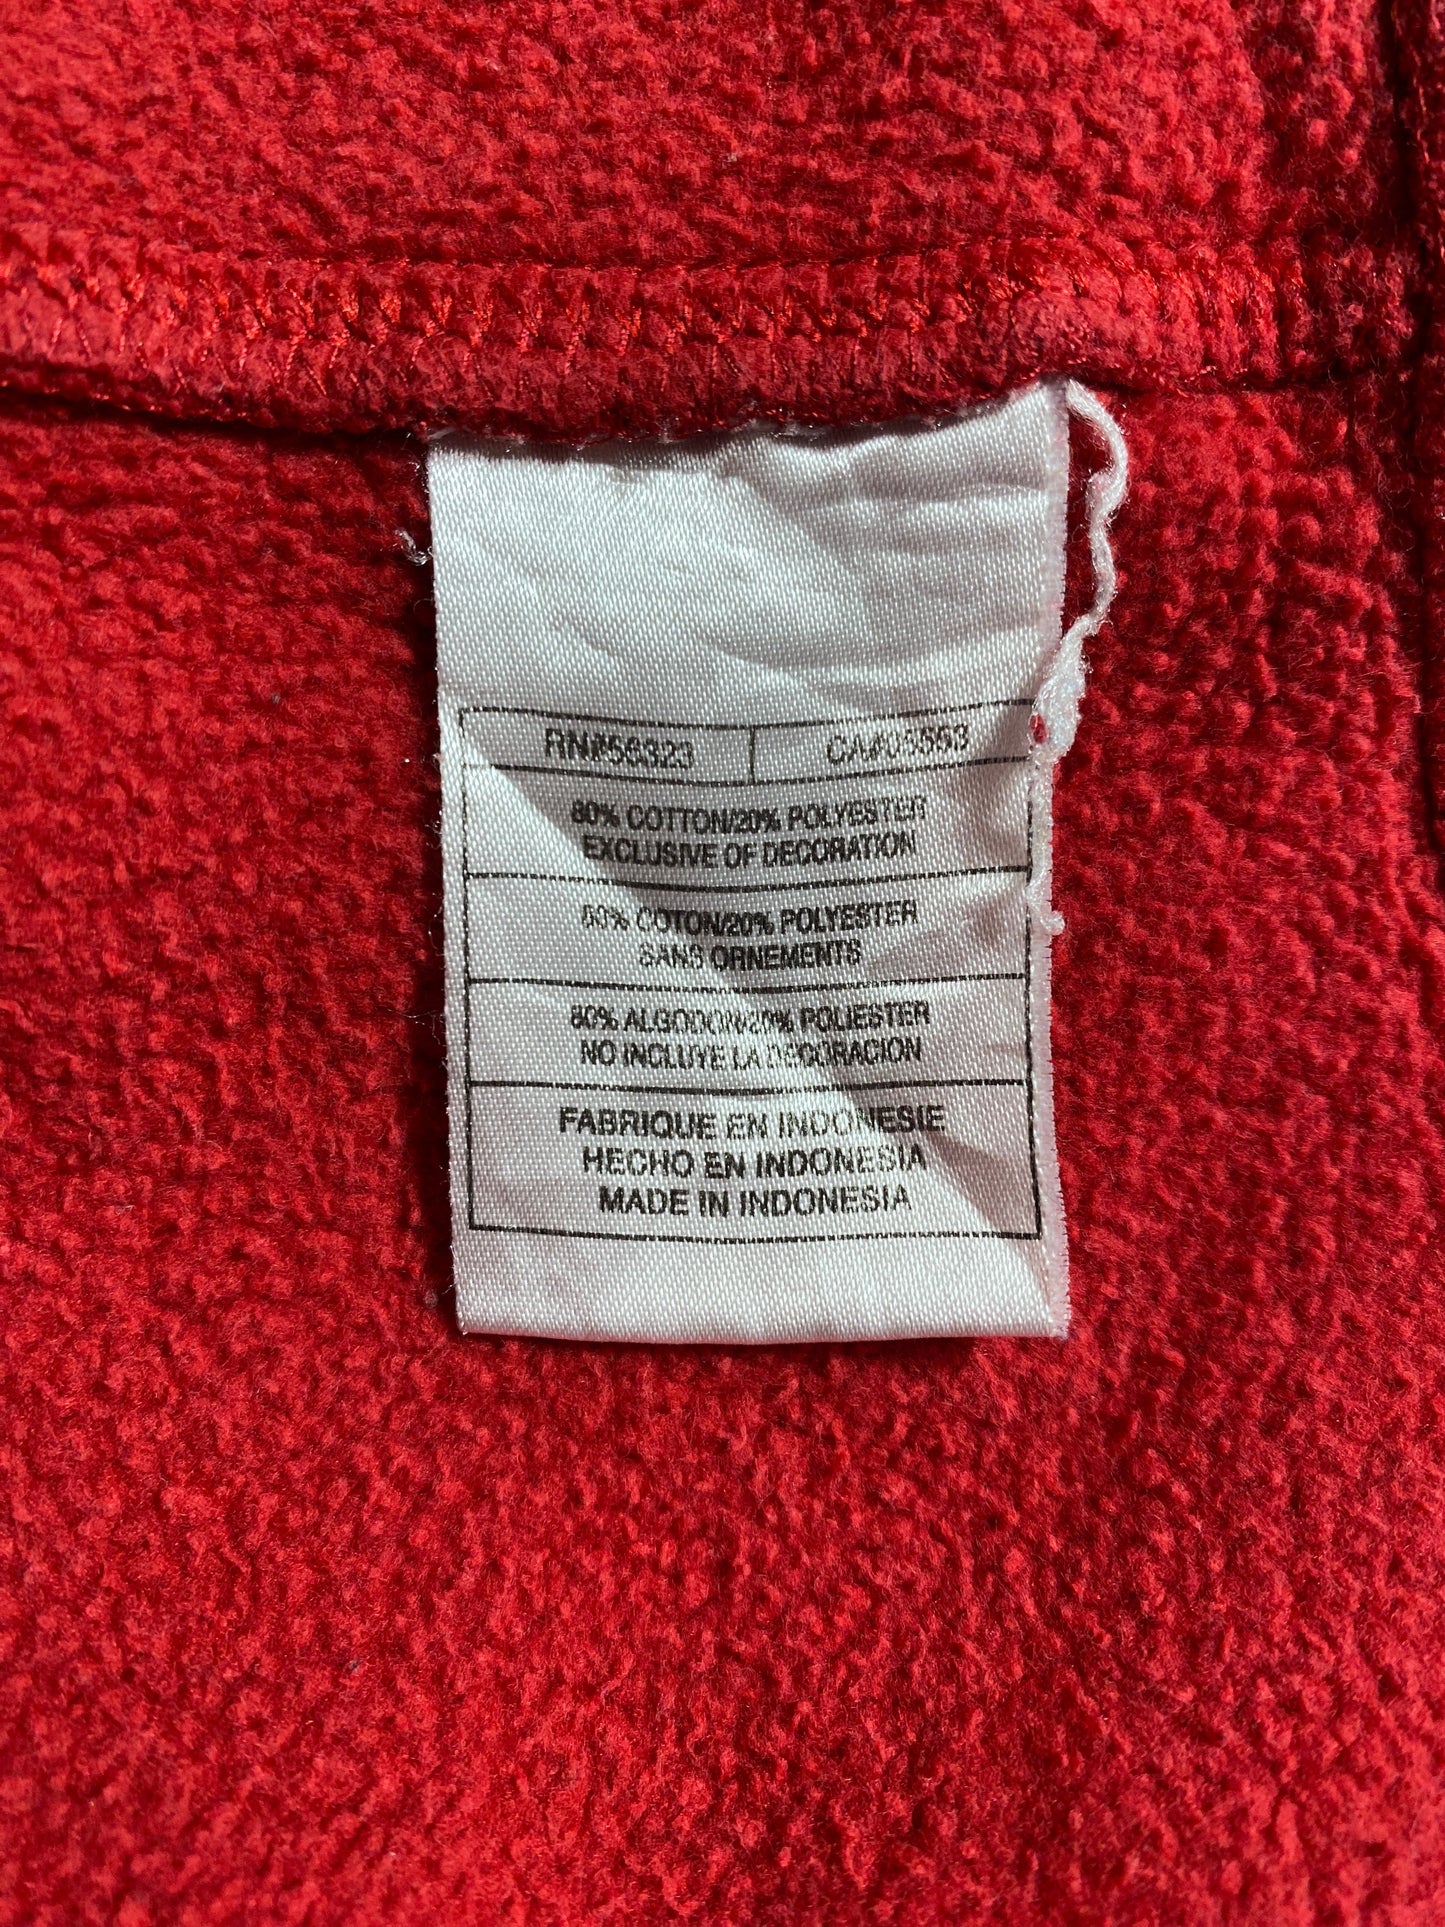 RN#56323 CA#05553
80% COTTON/20% POLYESTER
EXCLUSIVE OF DECORATION
80% COTON/20% POLYESTER
SANS ORNEMENTS
80% ALGODON/20% POLIESTER
NO INCLUYE LA DECORACION
FABRIQUE EN INDONESIE
HECHO EN INDONESIA
MADE IN INDONESIA